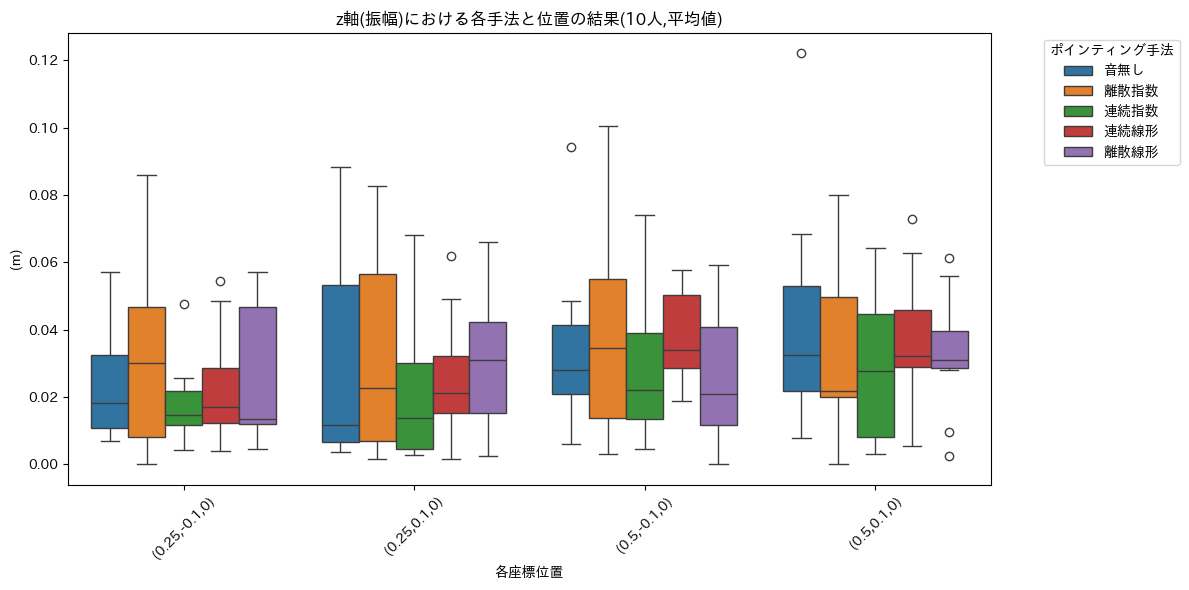 z軸(振幅)における各手法と位置の結果(10人,平均値)
(m)
0.12
0.10
0.08
0.06
0.04
0.02
0.00
(0.25,-0.1,0)
(0.25,0.1,0)
(0.5,-0.1,0)
(0.5,0.1,0)
各座標位置
ポインティング手法
音無し
離散指数
連続指数
連続線形
離散線形